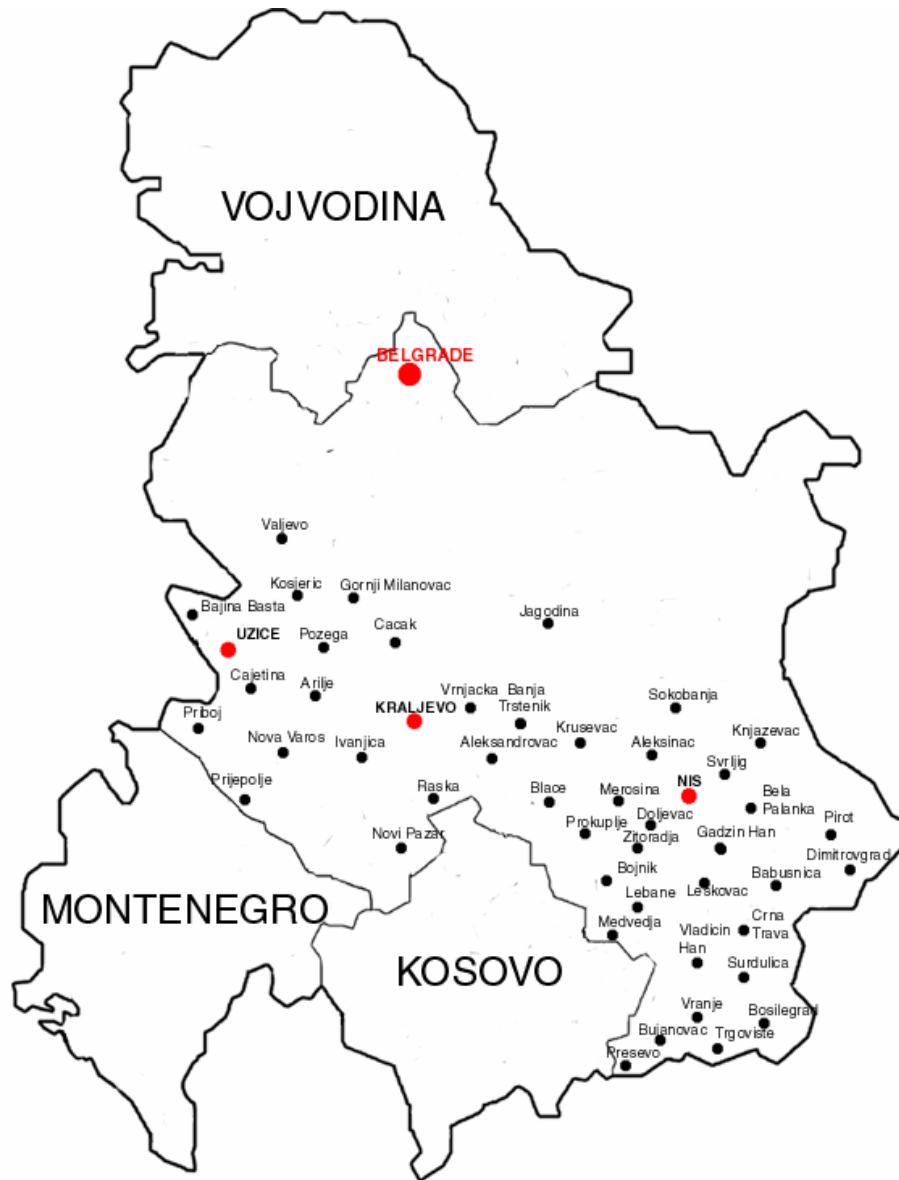 VOJVODINA
BELGRADE
Valjevo
Kosjeric
Gornji Milanovac
Bajina Basta
Jagodina
UZICE
Pozega
Cacak
Cajetina
Arilje
Vrnjacka Banja
Sokobanja
KRALJEVO
Trstenik
Priboj
Krusevac
Knjazevac
Nova Varos
Ivanjica
Aleksandrovac
Aleksinac
Svrljig
Prijepolje
Raska
Blace
Merosina
NIS
Bela
Palanka
Prokuplje
Doljevac
Novi Pazar
Zitoradja
Gadzin Han
Pirot
Dimitrovgrad
Bojnik
Leskovac
Babusnica
Lebane
MONTENEGRO
Medvedja
Vladicin
Han
Crna
Trava
KOSOVO
Surdulica
Vranje
Bosilegrad
Bujanovac
Trgoviste
Presevo